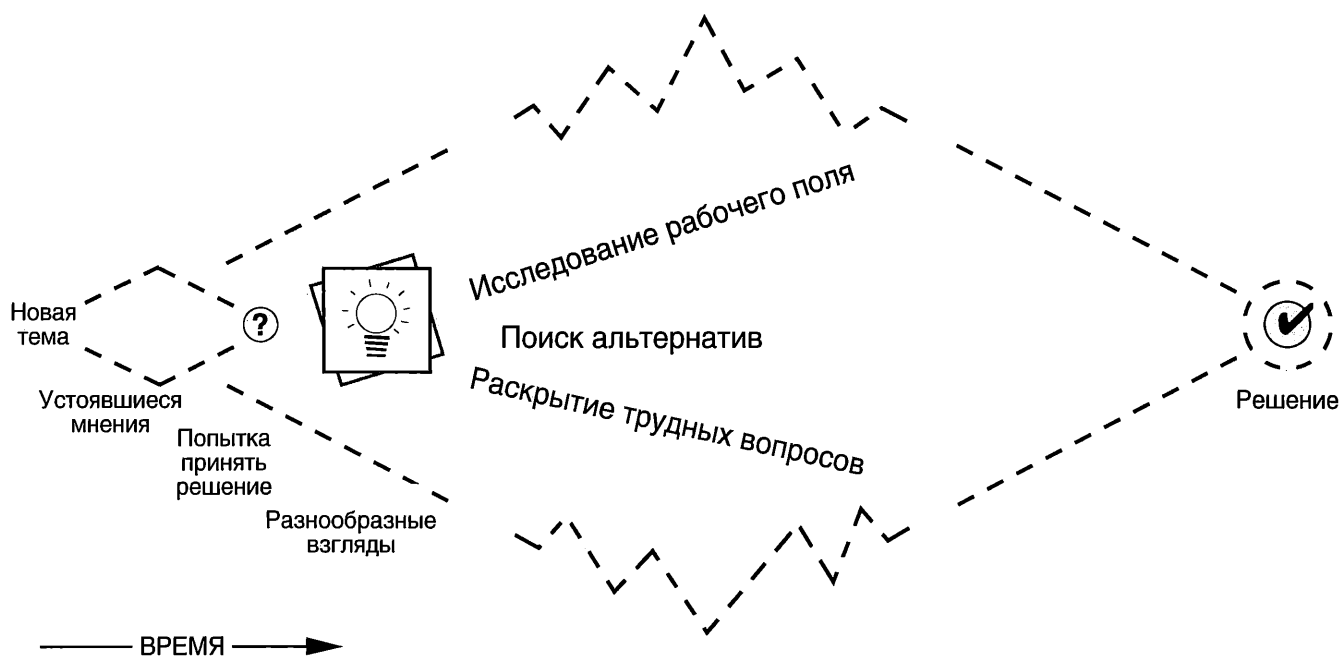 Новая
тема
?
Устоявшиеся
мнения
Попытка
принять
решение
Разнообразные
взгляды
Исследование рабочего поля
Поиск альтернатив
Раскрытие трудных вопросов
Решение
ВРЕМЯ